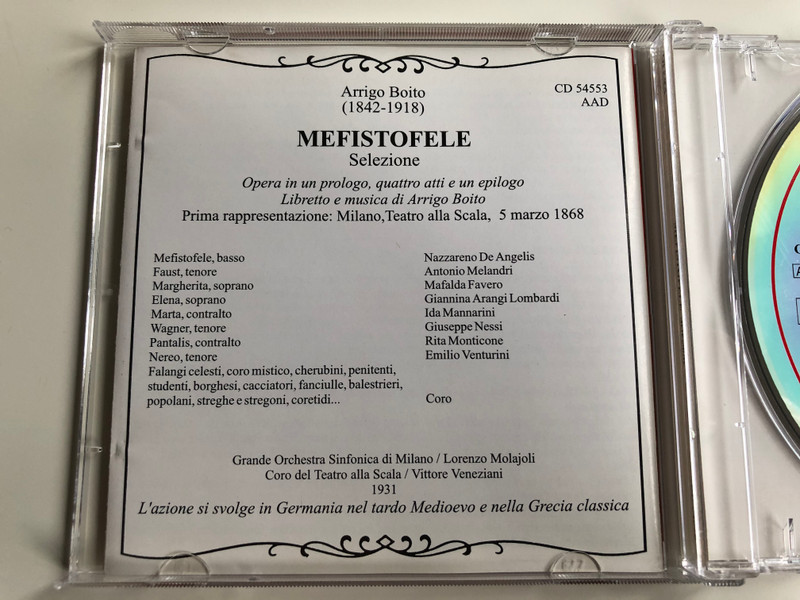 Arrigo Boito
(1842-1918)
CD 54553
AAD
MEFISTOFELE
Selezione
Opera in un prologo, quattro atti e un epilogo
Libretto e musica di Arrigo Boito
Prima rappresentazione: Milano,Teatro alla Scala, 5 marzo 1868
Mefistofele, basso Nazzareno De Angelis
Faust, tenore Antonio Melandri
Margherita, soprano Mafalda Favero
Elena, soprano Giannina Arangi Lombardi
Marta, contralto Ida Mannarini
Wagner, tenore Giuseppe Nessi
Pantalis, contralto Rita Monticone
Nereo, tenore Emilio Venturini
Falangi celesti, coro mistico, cherubini, penitenti,
studenti, borghesi, cacciatori, fanciulle, balestrieri,
popolani, streghe e stregoni, coretidi... Coro
Grande Orchestra Sinfonica di Milano / Lorenzo Molajoli
Coro del Teatro alla Scala / Vittore Veneziani
1931
L'azione si svolge in Germania nel tardo Medioevo e nella Grecia classica